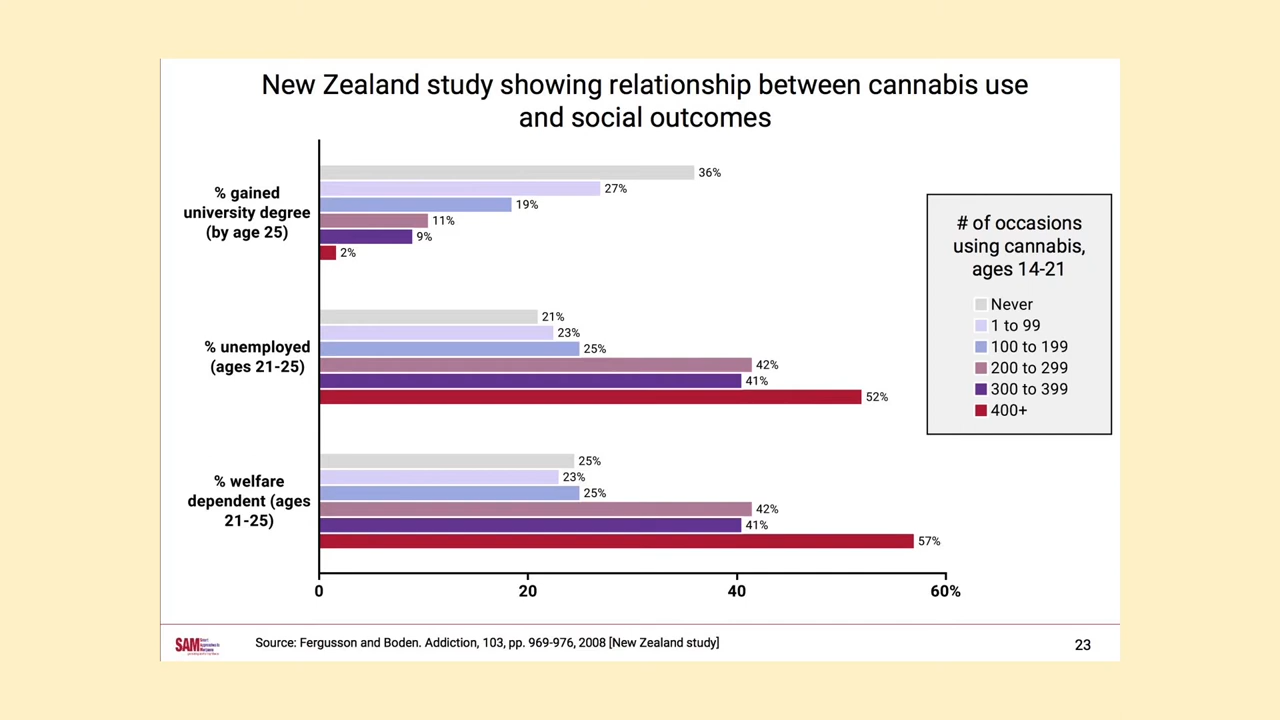 New Zealand study showing relationship between cannabis use
and social outcomes
% gained
university degree
(by age 25)
36%
27%
19%
11%
9%
2%
% unemployed
(ages 21-25)
21%
23%
25%
42%
41%
52%
% welfare
dependent (ages
21-25)
25%
23%
25%
42%
41%
57%
0 20 40 60%
# of occasions
using cannabis,
ages 14-21
Never
1 to 99
100 to 199
200 to 299
300 to 399
400+
SAM
Source: Fergusson and Boden. Addiction, 103, pp. 969-976, 2008 [New Zealand study]
23